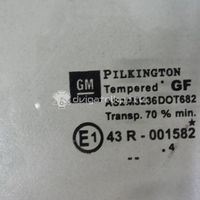 GM PILKINGTON
Tempered GF
AS2M3236DOT682
Transp. 70 % min.
E1 43 R - 001582
-- .4